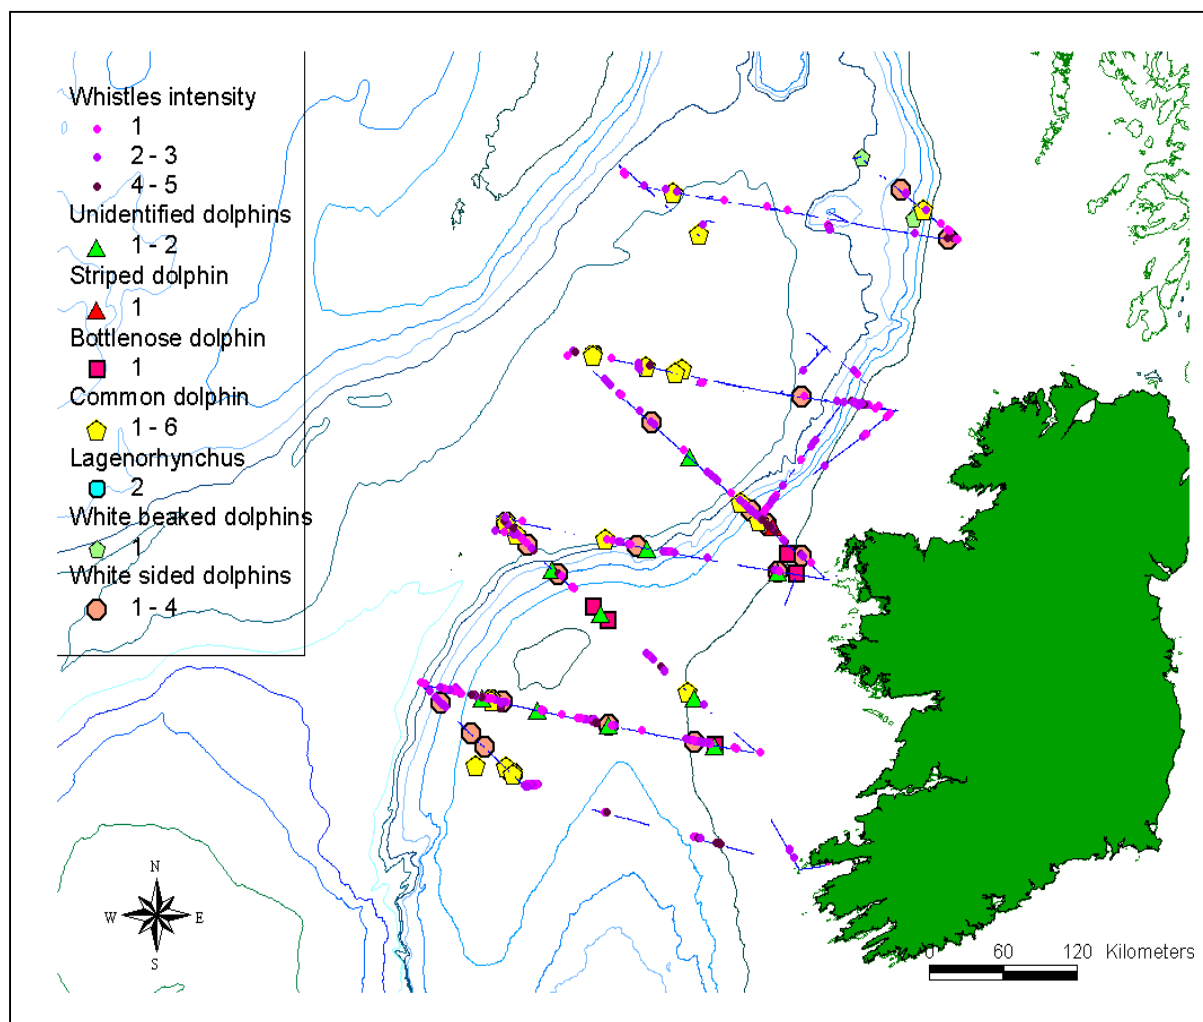 Whistles intensity
1
2 - 3
4 - 5
Unidentified dolphins
1 - 2
Striped dolphin
1
Bottlenose dolphin
1
Common dolphin
1 - 6
Lagenorhynchus
2
White beaked dolphins
1
White sided dolphins
1 - 4
N
W E
S
0 60 120 Kilometers